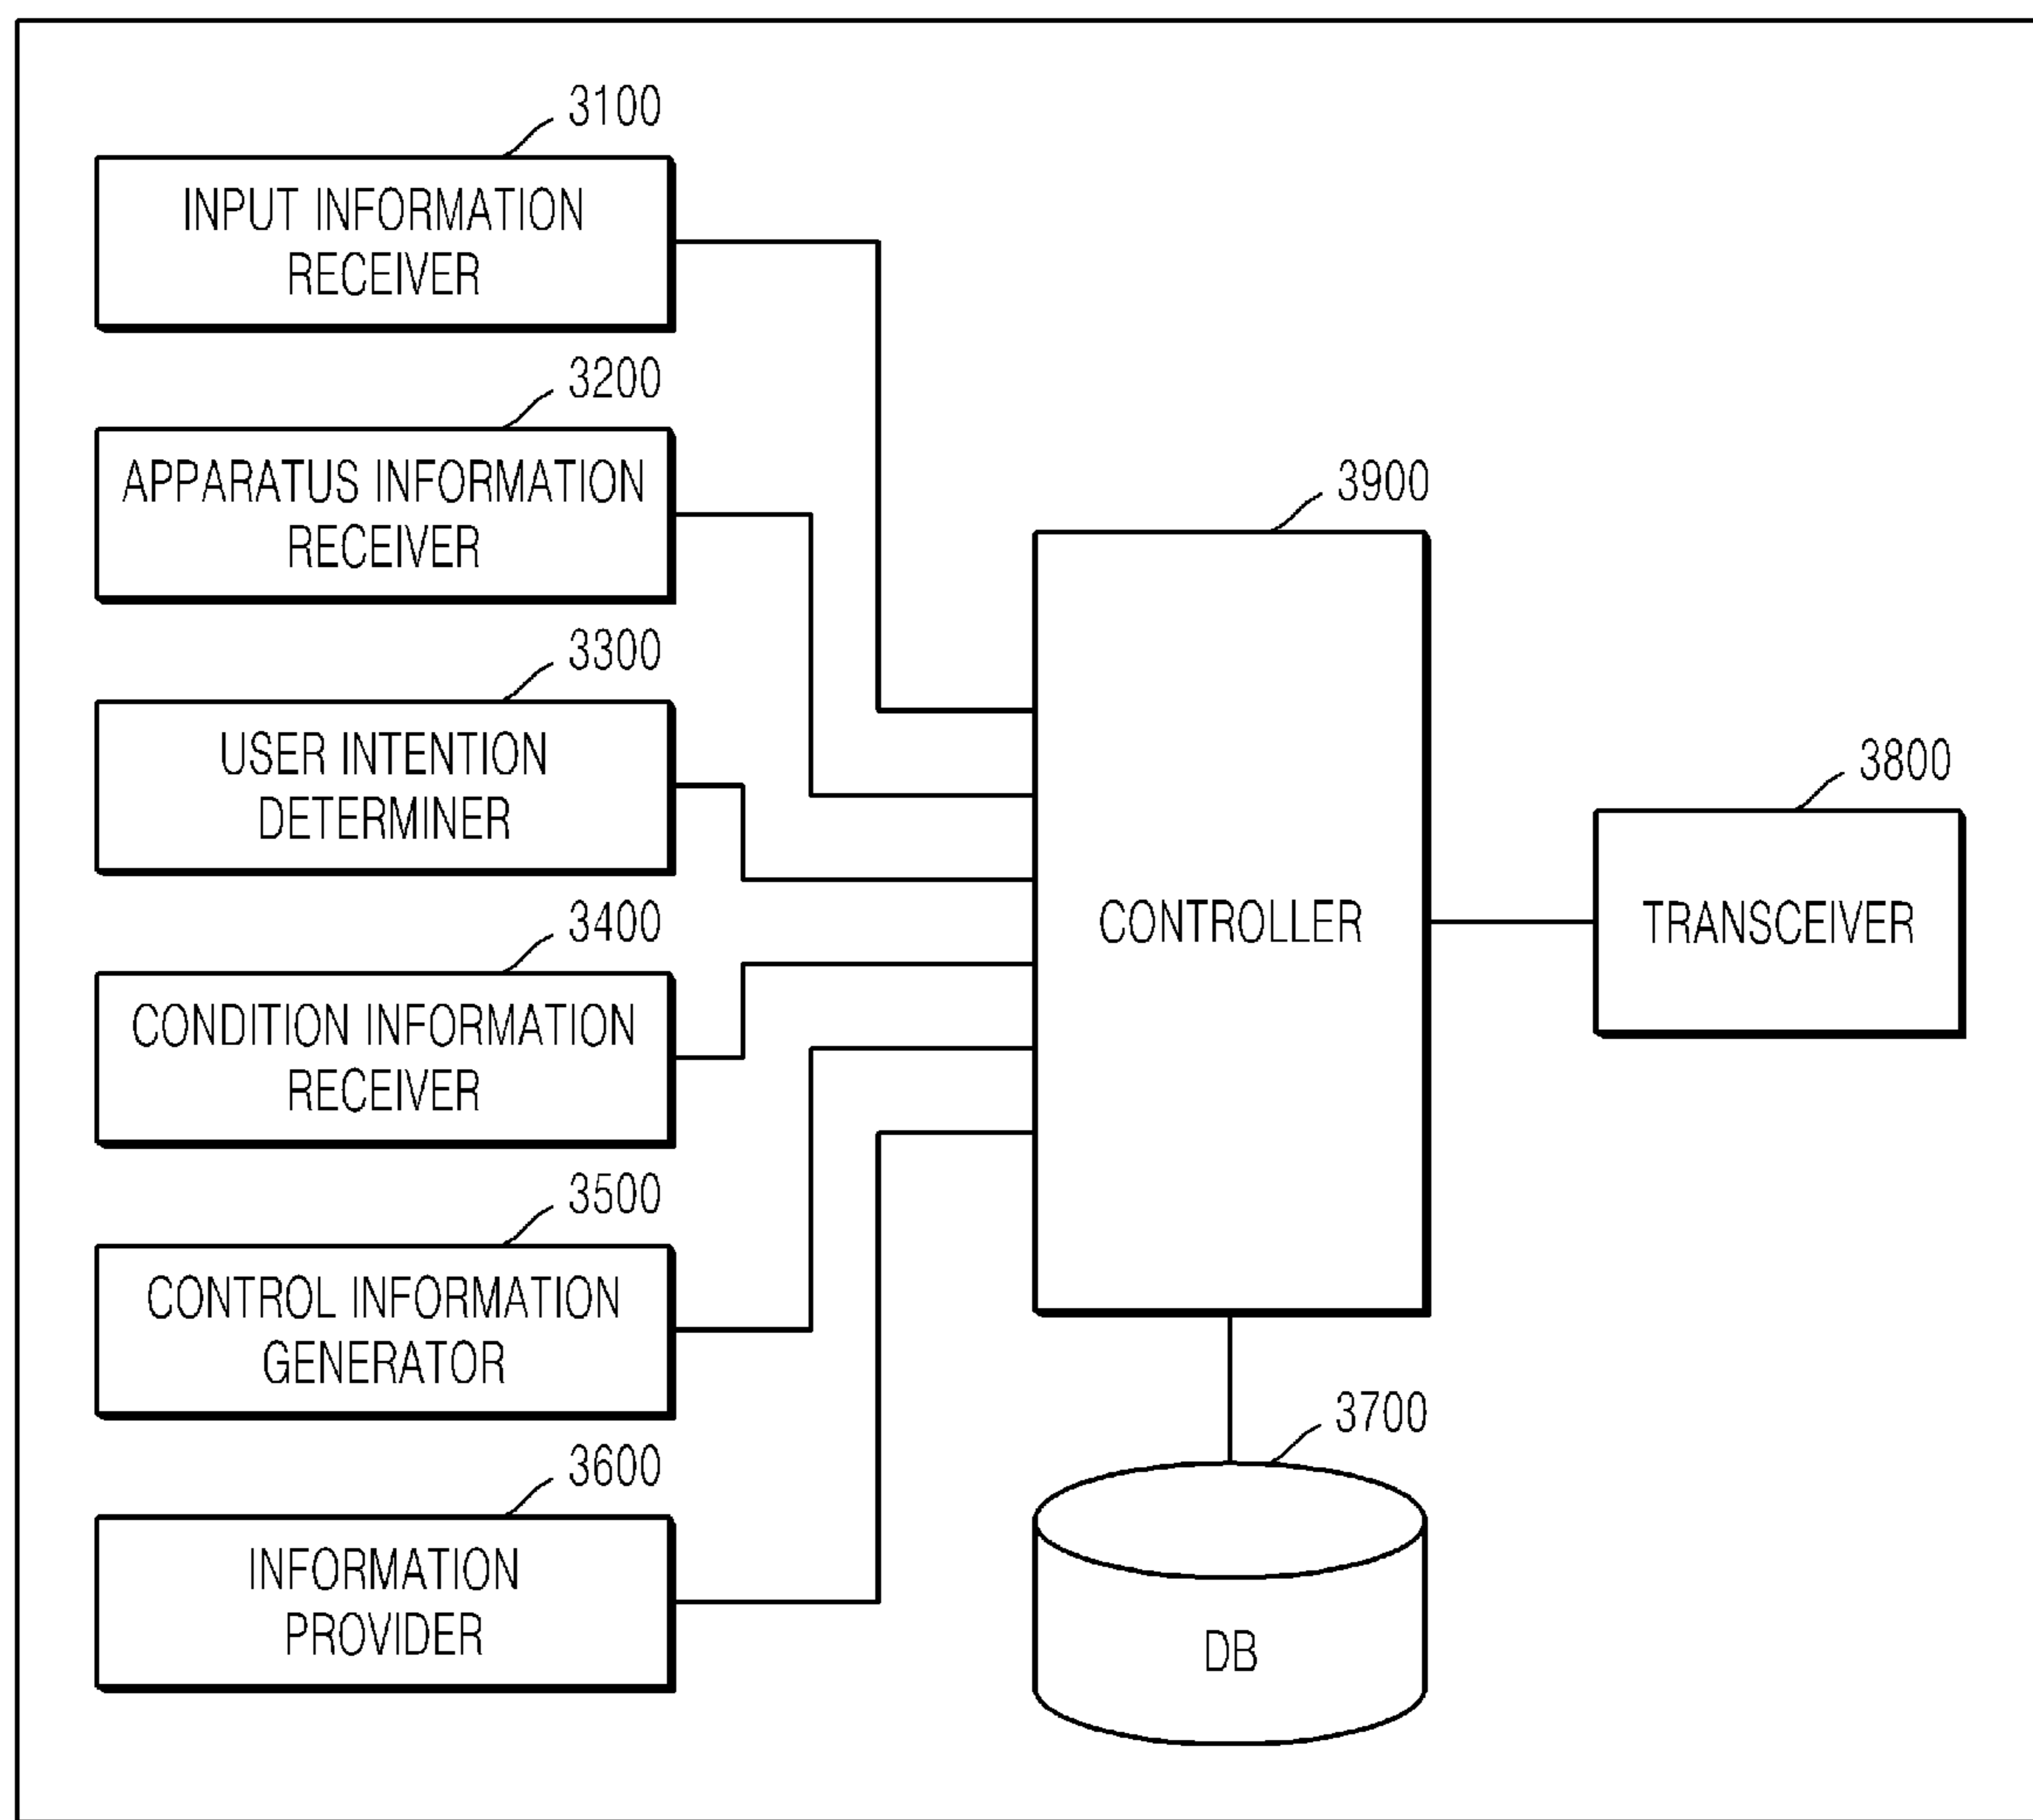 3100
INPUT INFORMATION
RECEIVER
3200
APPARATUS INFORMATION
RECEIVER
3300
USER INTENTION
DETERMINER
3400
CONDITION INFORMATION
RECEIVER
3500
CONTROL INFORMATION
GENERATOR
3600
INFORMATION
PROVIDER
3900
CONTROLLER
3700
DB
3800
TRANSCEIVER